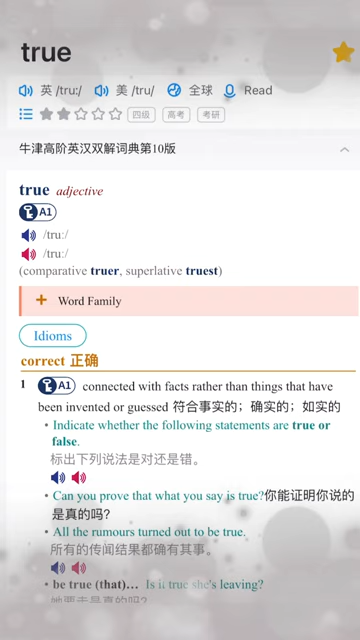 true
英 /truː/ 美 /tru/ 全球 Read
四级 高考 考研
牛津高阶英汉双解词典第10版
true adjective
A1
/truː/
/truː/
(comparative truer, superlative truest)
+ Word Family
Idioms
correct 正确
1 A1 connected with facts rather than things that have
been invented or guessed 符合事实的；确实的；如实的
• Indicate whether the following statements are true or
false.
标出下列说法是对还是错。
• Can you prove that what you say is true?你能证明你说的
是真的吗?
• All the rumours turned out to be true.
所有的传闻结果都确有其事。
• be true (that)… Is it true she's leaving?
她要走是真的吗?